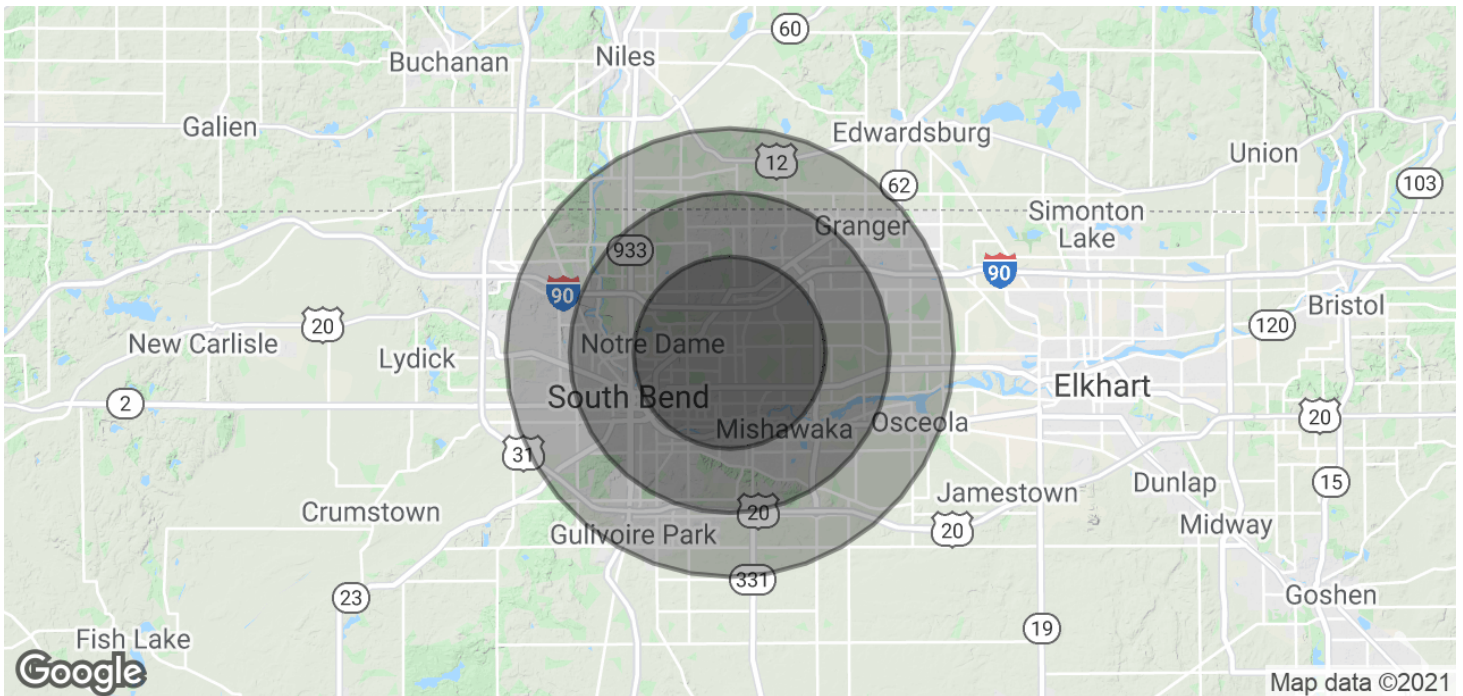 60
Buchanan
Niles
Galien
Edwardsburg
12
Union
62
103
Simonton
Lake
Granger
933
90
90
Bristol
20
120
New Carlisle
Lydick
Notre Dame
Elkhart
2
South Bend
20
Osceola
Mishawaka
31
15
Dunlap
Jamestown
Crumstown
20
Midway
20
Gulivoire Park
331
23
Goshen
19
Fish Lake
Google
Map data ©2021